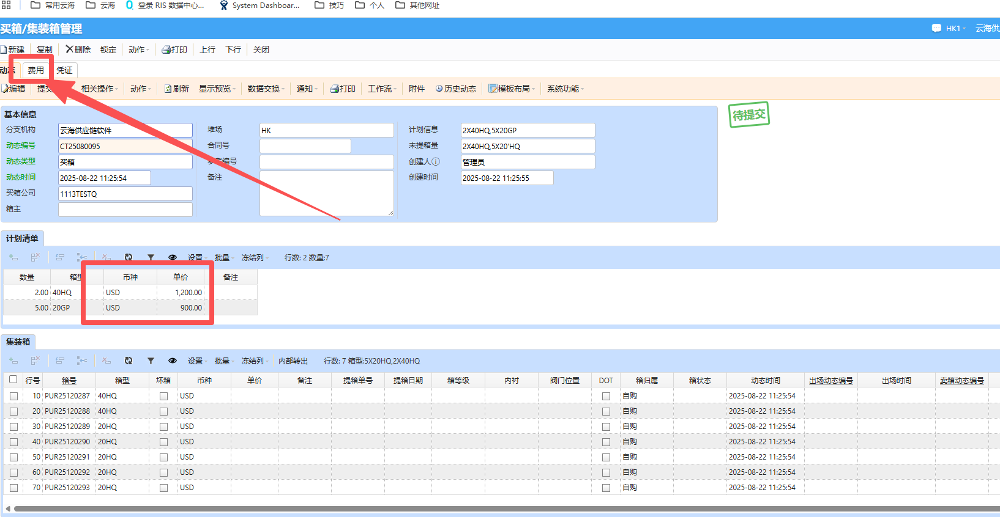 常用云海 云海 登录 RIS 数据中心... System Dashboar... 技巧 个人 其他网址
买箱/集装箱管理 HK1 云海供
新建 复制 删除 锁定 动作 打印 上行 下行 关闭
费用 凭证
编辑 相关操作 动作 刷新 显示预览 数据交换 通知 打印 工作流 附件 历史动态 模板布局 系统功能
待提交
基本信息
分支机构 云海供应链软件 堆场 HK 计划信息 2X40HQ,5X20GP
动态编号 CT25080095 合同号 未提箱量 2X40HQ,5X20'HQ
动态类型 买箱 编号 创建人 管理员
动态时间 2025-08-22 11:25:54 备注 创建时间 2025-08-22 11:25:55
买箱公司 1113TESTQ
箱主
计划清单
设置 批量 冻结列 行数: 2 数量:7
数量 箱型 币种 单价 备注
2.00 40HQ USD 1,200.00
5.00 20GP USD 900.00
集装箱
设置 批量 冻结列 内部转出 行数: 7 箱型:5X20HQ,2X40HQ
行号 箱号 箱型 坏箱 币种 单价 备注 提箱单号 提箱日期 箱等级 内衬 阀门位置 DOT 箱归属 箱状态 动态时间 出场动态编号 出场时间 卖箱动态编号
10 PUR25120287 40HQ USD 自购 2025-08-22 11:25:54
20 PUR25120288 40HQ USD 自购 2025-08-22 11:25:54
30 PUR25120289 20HQ USD 自购 2025-08-22 11:25:54
40 PUR25120290 20HQ USD 自购 2025-08-22 11:25:54
50 PUR25120291 20HQ USD 自购 2025-08-22 11:25:54
60 PUR25120292 20HQ USD 自购 2025-08-22 11:25:54
70 PUR25120293 20HQ USD 自购 2025-08-22 11:25:54